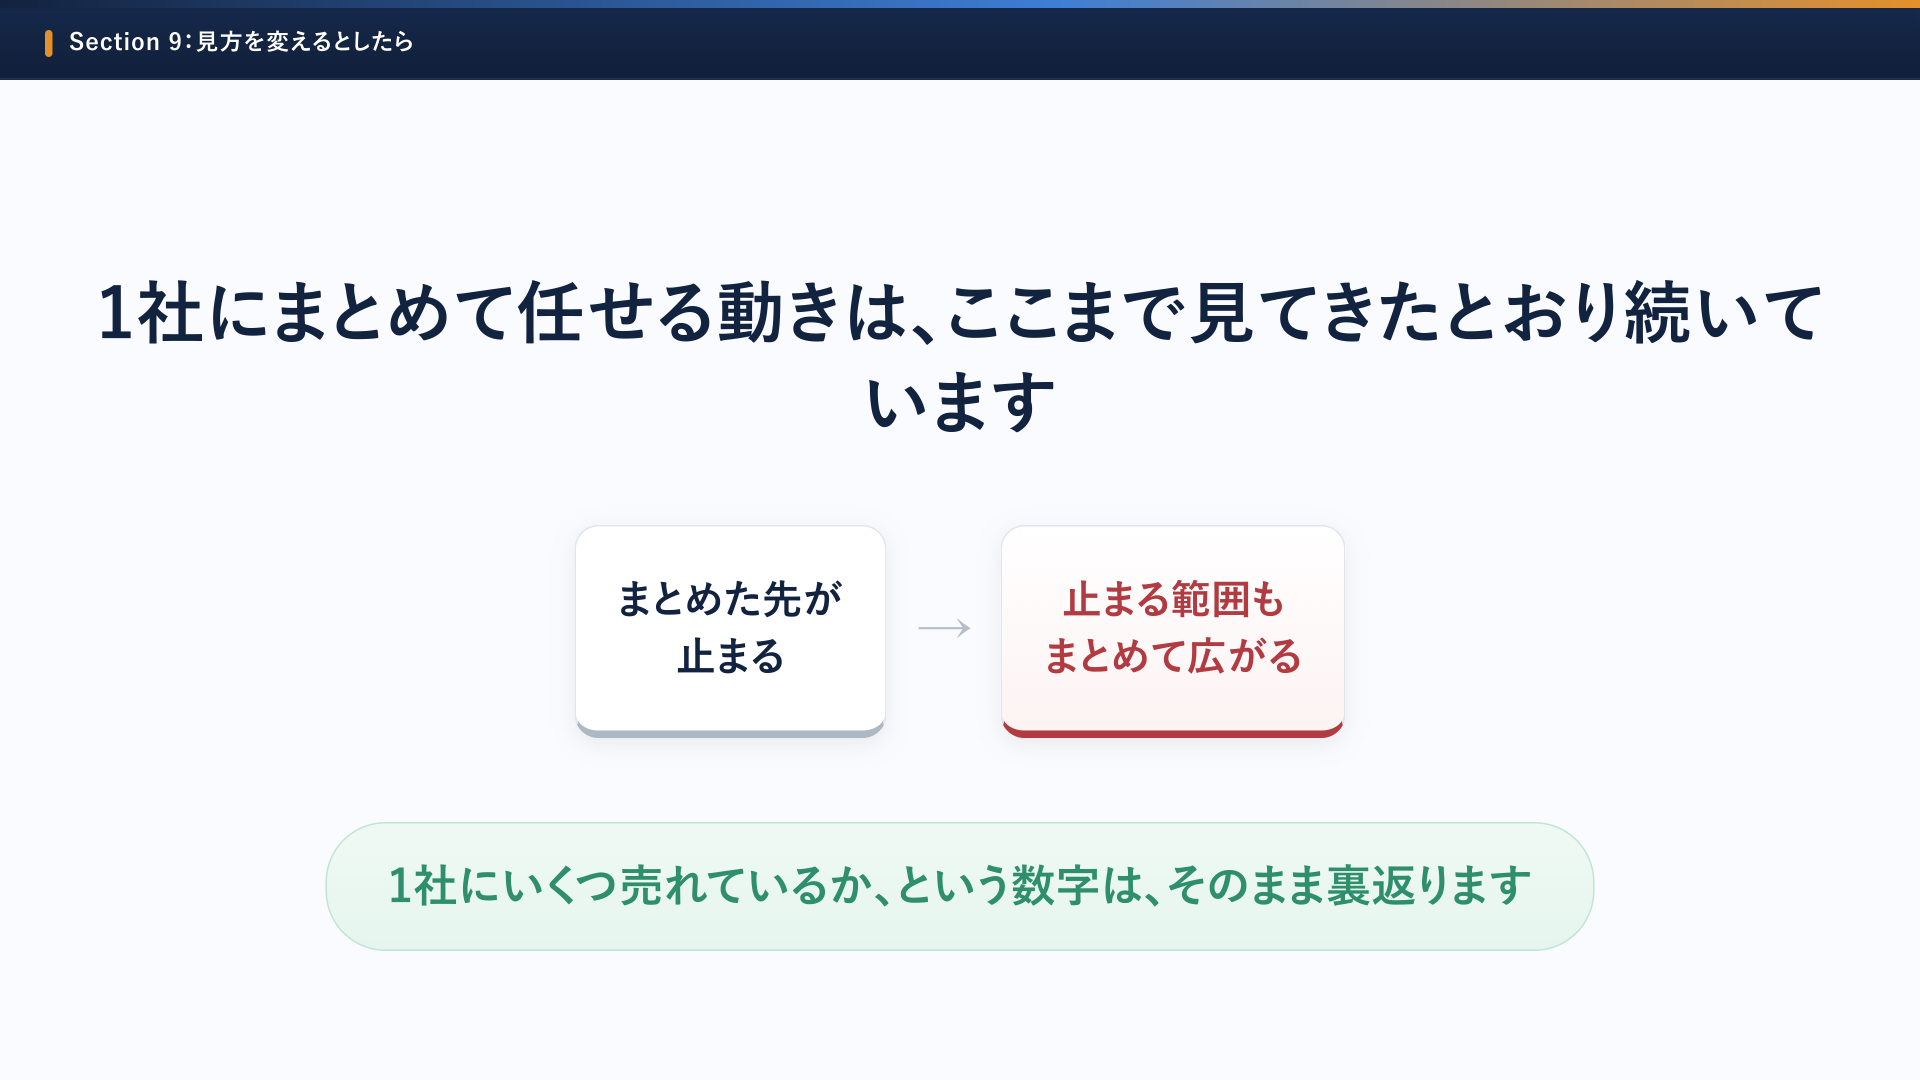 Section 9：見方を変えるとしたら
1社にまとめて任せる動きは、ここまで見てきたとおり続いて
います
まとめた先が
止まる
→
止まる範囲も
まとめて広がる
1社にいくつ売れているか、という数字は、そのまま裏返ります